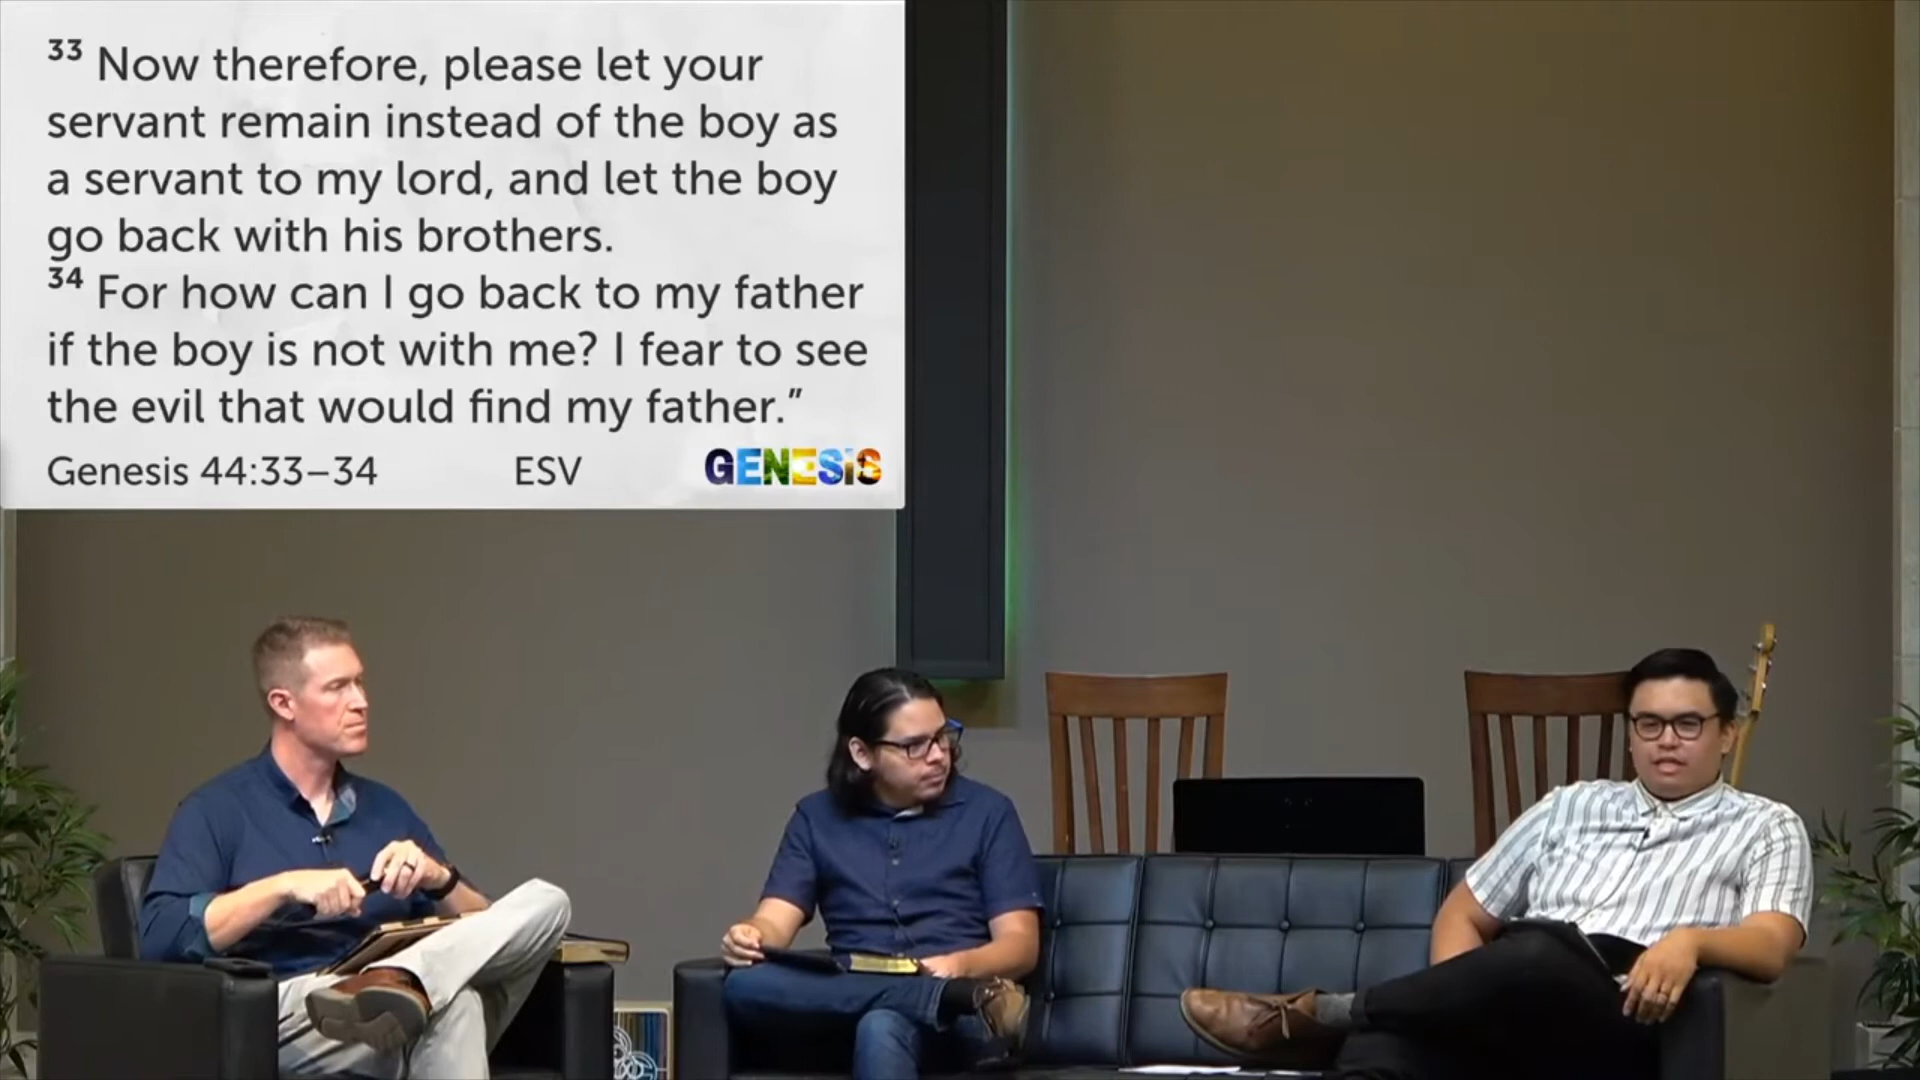 33 Now therefore, please let your
servant remain instead of the boy as
a servant to my lord, and let the boy
go back with his brothers.
34 For how can I go back to my father
if the boy is not with me? I fear to see
the evil that would find my father.”
Genesis 44:33–34 ESV GENESiS